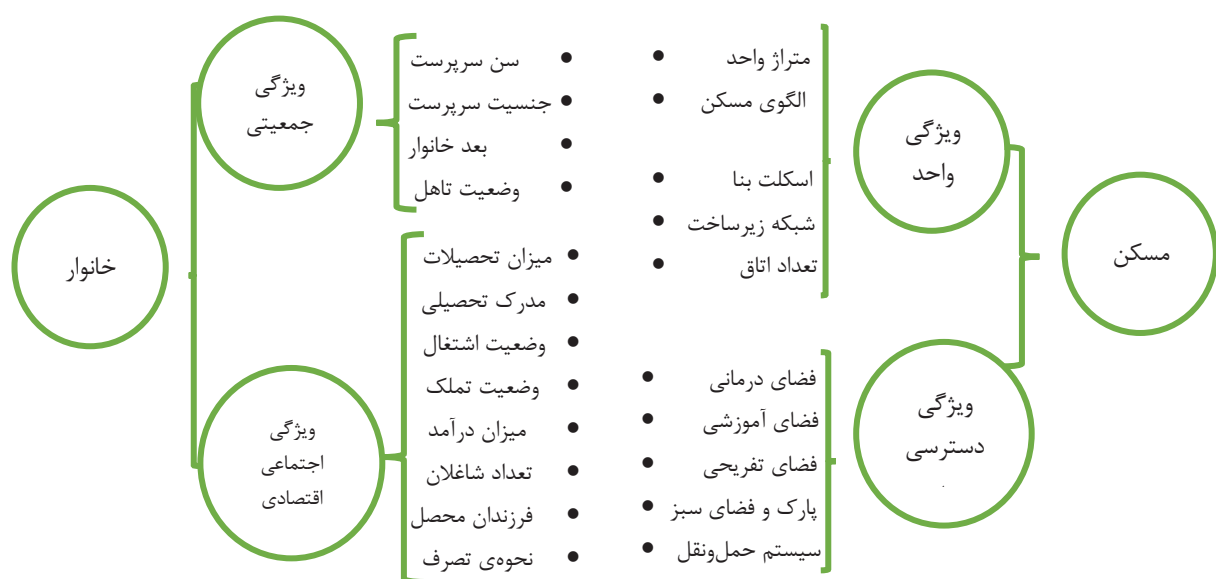 مسکن
ویژگی
واحد
متراژ واحد
الگوی مسکن
اسکلت بنا
شبکه زیرساخت
تعداد اتاق
ویژگی
دسترسی
.
فضای درمانی
فضای آموزشی
فضای تفریحی
پارک و فضای سبز
سیستم حمل‌ونقل
خانوار
ویژگی
جمعیتی
سن سرپرست
جنسیت سرپرست
بعد خانوار
وضعیت تاهل
ویژگی
اجتماعی
اقتصادی
میزان تحصیلات
مدرک تحصیلی
وضعیت اشتغال
وضعیت تملک
میزان درآمد
تعداد شاغلان
فرزندان محصل
نحوه‌ی تصرف